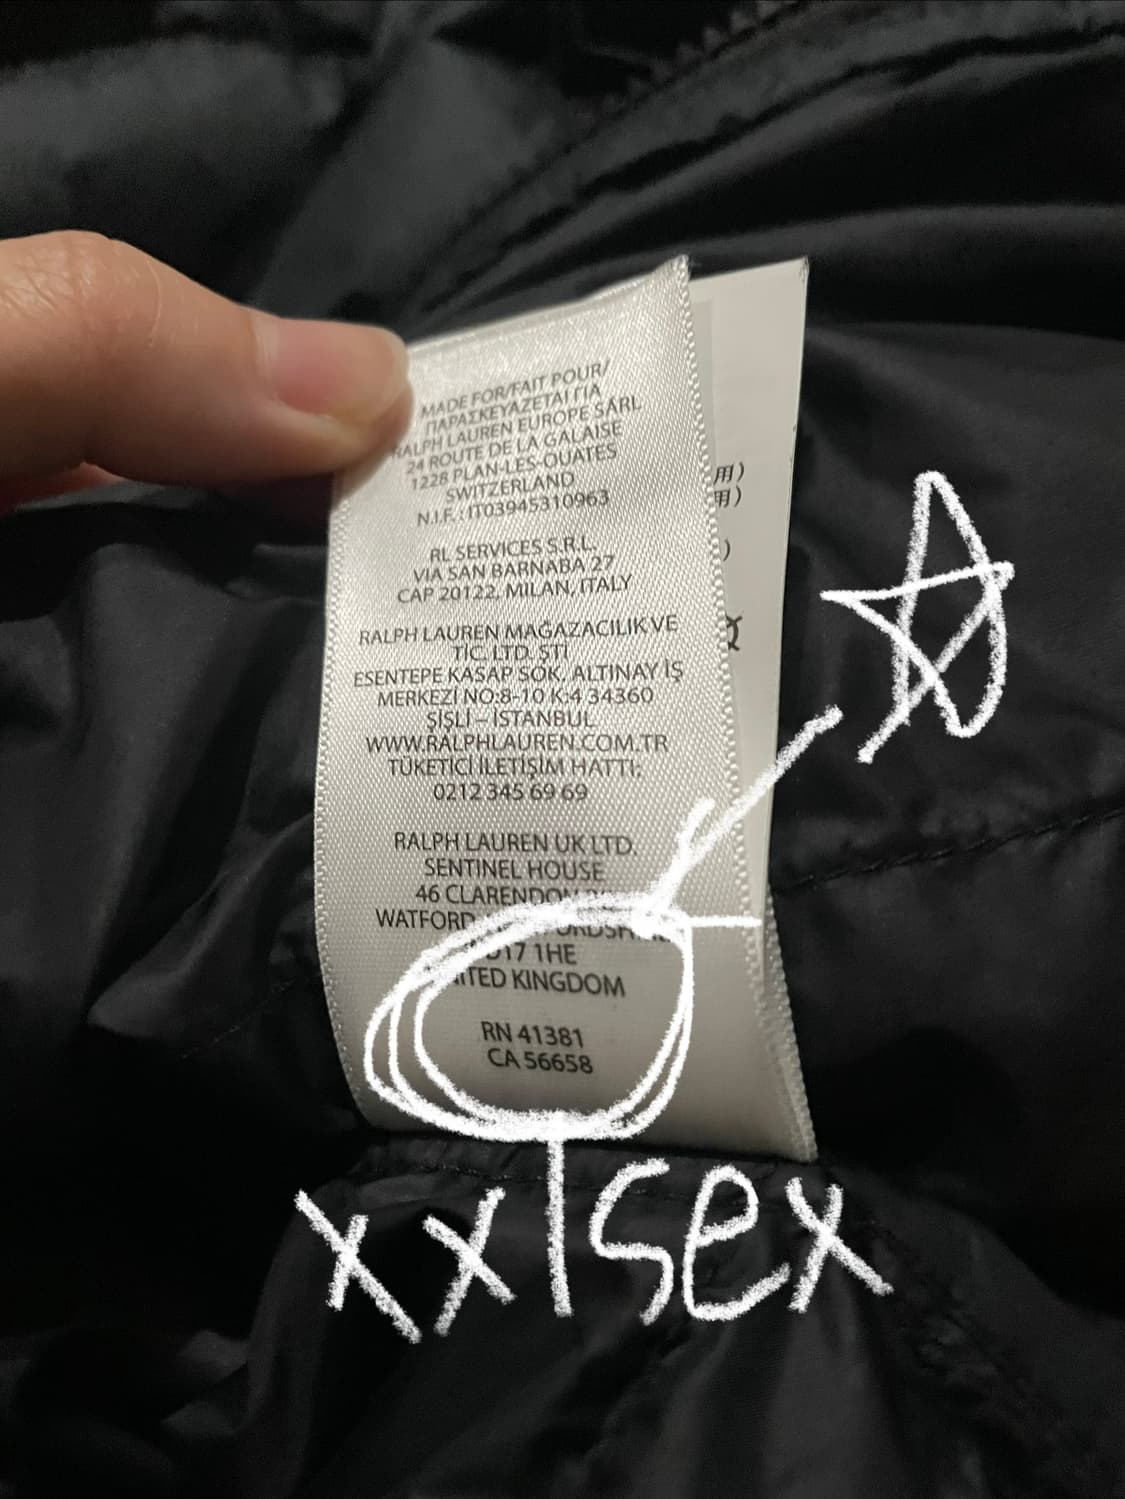 MADE FOR/FAIT POUR/
ΠΑΡΑΣΚΕΥΑΖΕΤΑΙ ΓΙΑ
RALPH LAUREN EUROPE SÀRL
24 ROUTE DE LA GALAISE
1228 PLAN-LES-OUATES
SWITZERLAND
N.I.F.: IT03945310963
RL SERVICES S.R.L.
VIA SAN BARNABA 27
CAP 20122, MILAN, ITALY
RALPH LAUREN MAĞAZACILIK VE
TİC. LTD. ŞTİ
ESENTEPE KASAP SOK. ALTINAY İŞ
MERKEZİ NO:8-10 K:4 34360
ŞİŞLİ – İSTANBUL
WWW.RALPHLAUREN.COM.TR
TÜKETİCİ İLETİŞİM HATTI:
0212 345 69 69
RALPH LAUREN UK LTD.
SENTINEL HOUSE
46 CLARENDON
WATFORD
1HE
KINGDOM
RN 41381
CA 56658
用)
用)
)
xxlsex